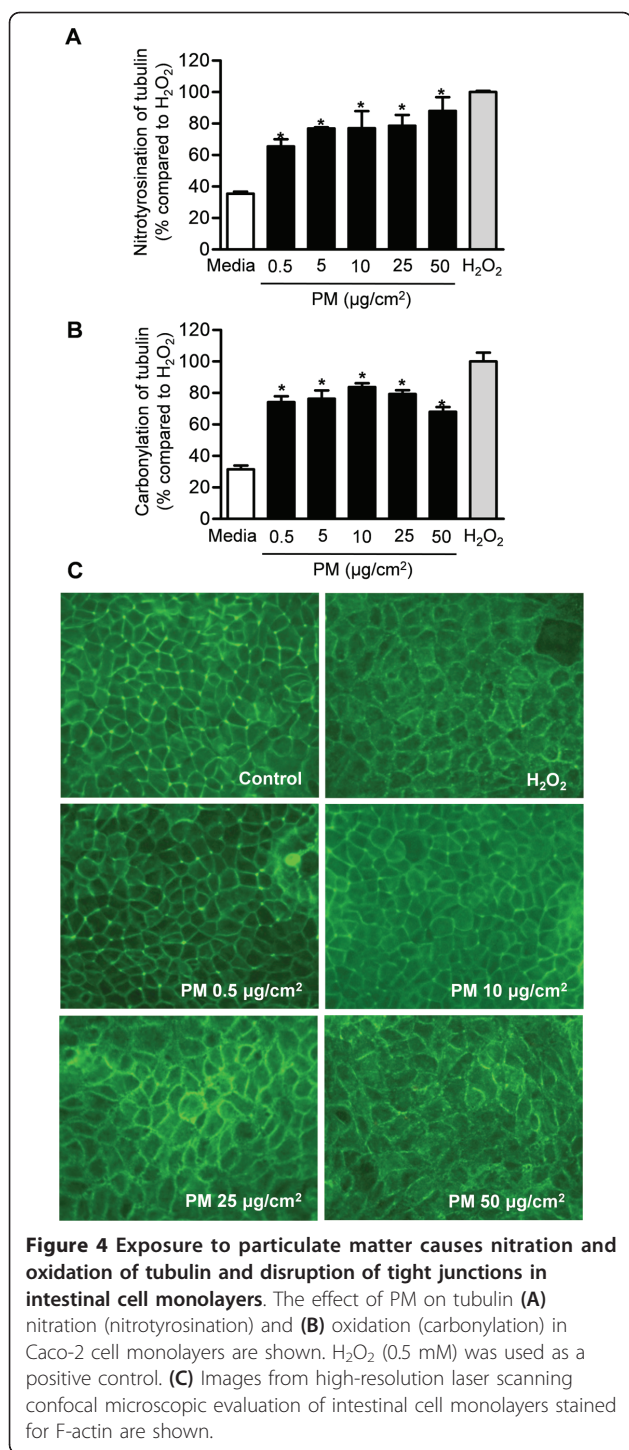 A
Nitrotyrosination of tubulin
(% compared to H₂O₂)
120
100
80
60
40
20
0
* * * * *
Media 0.5 5 10 25 50 H₂O₂
PM (µg/cm²)
B
Carbonylation of tubulin
(% compared to H₂O₂)
120
100
80
60
40
20
0
* * * * *
Media 0.5 5 10 25 50 H₂O₂
PM (µg/cm²)
C
Control
H₂O₂
PM 0.5 µg/cm²
PM 10 µg/cm²
PM 25 µg/cm²
PM 50 µg/cm²
Figure 4 Exposure to particulate matter causes nitration and
oxidation of tubulin and disruption of tight junctions in
intestinal cell monolayers. The effect of PM on tubulin (A)
nitration (nitrotyrosination) and (B) oxidation (carbonylation) in
Caco-2 cell monolayers are shown. H₂O₂ (0.5 mM) was used as a
positive control. (C) Images from high-resolution laser scanning
confocal microscopic evaluation of intestinal cell monolayers stained
for F-actin are shown.